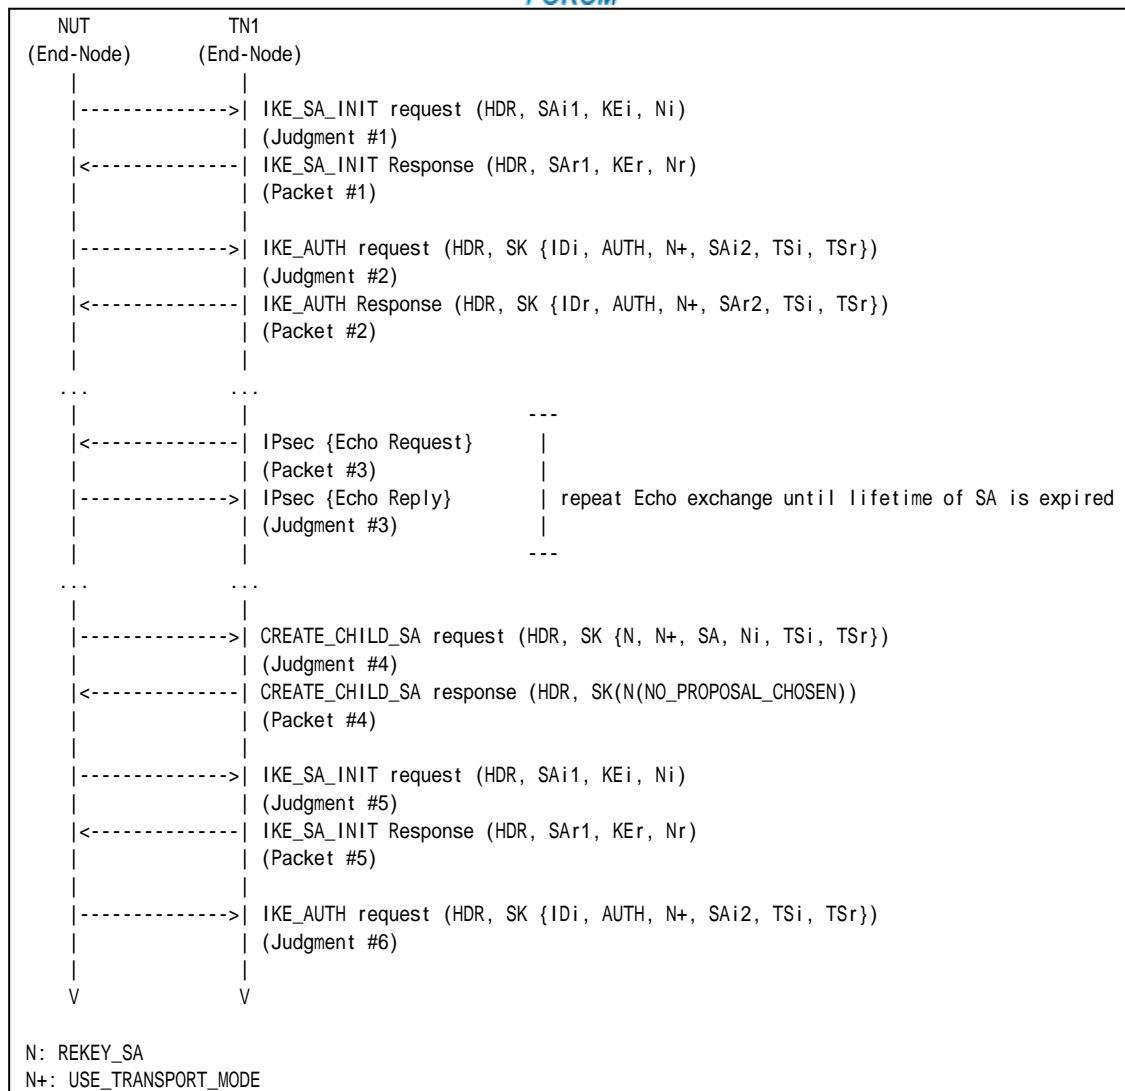 FORUM
NUT TN1
(End-Node) (End-Node)
| |
|-------------->| IKE_SA_INIT request (HDR, SAi1, KEi, Ni)
| | (Judgment #1)
|<--------------| IKE_SA_INIT Response (HDR, SAr1, KEr, Nr)
| | (Packet #1)
| |
|-------------->| IKE_AUTH request (HDR, SK {IDi, AUTH, N+, SAi2, TSi, TSr})
| | (Judgment #2)
|<--------------| IKE_AUTH Response (HDR, SK {IDr, AUTH, N+, SAr2, TSi, TSr})
| | (Packet #2)
| |
... ...
| | ---
|<--------------| IPsec {Echo Request} |
| | (Packet #3) |
|-------------->| IPsec {Echo Reply} | repeat Echo exchange until lifetime of SA is expired
| | (Judgment #3) |
| | ---
... ...
| |
|-------------->| CREATE_CHILD_SA request (HDR, SK {N, N+, SA, Ni, TSi, TSr})
| | (Judgment #4)
|<--------------| CREATE_CHILD_SA response (HDR, SK(N(NO_PROPOSAL_CHOSEN))
| | (Packet #4)
| |
|-------------->| IKE_SA_INIT request (HDR, SAi1, KEi, Ni)
| | (Judgment #5)
|<--------------| IKE_SA_INIT Response (HDR, SAr1, KEr, Nr)
| | (Packet #5)
| |
|-------------->| IKE_AUTH request (HDR, SK {IDi, AUTH, N+, SAi2, TSi, TSr})
| | (Judgment #6)
| |
V V
N: REKEY_SA
N+: USE_TRANSPORT_MODE